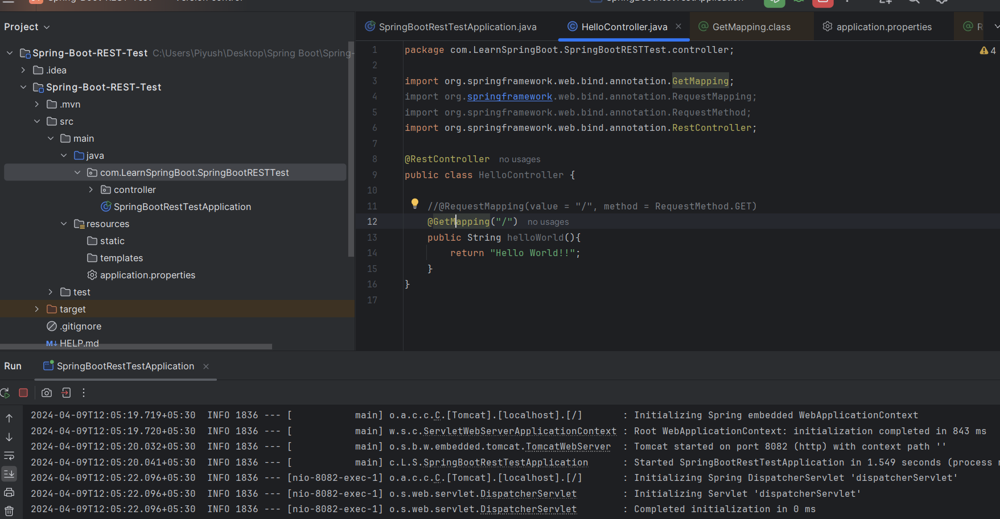 Project
Spring-Boot-REST-Test C:\Users\Piyush\Desktop\Spring Boot\Spring-
.idea
Spring-Boot-REST-Test
.mvn
src
main
java
com.LearnSpringBoot.SpringBootRESTTest
controller
SpringBootRestTestApplication
resources
static
templates
application.properties
test
target
.gitignore
M↓ HELP.md
SpringBootRestTestApplication.java HelloController.java GetMapping.class application.properties R
4
1 package com.LearnSpringBoot.SpringBootRESTTest.controller;
2
3 import org.springframework.web.bind.annotation.GetMapping;
4 import org.springframework.web.bind.annotation.RequestMapping;
5 import org.springframework.web.bind.annotation.RequestMethod;
6 import org.springframework.web.bind.annotation.RestController;
7
8 @RestController no usages
9 public class HelloController {
10
11 //@RequestMapping(value = "/", method = RequestMethod.GET)
12 @GetMapping("/") no usages
13 public String helloWorld(){
14 return "Hello World!!";
15 }
16 }
17
Run SpringBootRestTestApplication
2024-04-09T12:05:19.719+05:30 INFO 1836 --- [ main] o.a.c.c.C.[Tomcat].[localhost].[/] : Initializing Spring embedded WebApplicationContext
2024-04-09T12:05:19.720+05:30 INFO 1836 --- [ main] w.s.c.ServletWebServerApplicationContext : Root WebApplicationContext: initialization completed in 843 ms
2024-04-09T12:05:20.032+05:30 INFO 1836 --- [ main] o.s.b.w.embedded.tomcat.TomcatWebServer : Tomcat started on port 8082 (http) with context path ''
2024-04-09T12:05:20.041+05:30 INFO 1836 --- [ main] c.L.S.SpringBootRestTestApplication : Started SpringBootRestTestApplication in 1.549 seconds (process
2024-04-09T12:05:22.096+05:30 INFO 1836 --- [nio-8082-exec-1] o.a.c.c.C.[Tomcat].[localhost].[/] : Initializing Spring DispatcherServlet 'dispatcherServlet'
2024-04-09T12:05:22.096+05:30 INFO 1836 --- [nio-8082-exec-1] o.s.web.servlet.DispatcherServlet : Initializing Servlet 'dispatcherServlet'
2024-04-09T12:05:22.096+05:30 INFO 1836 --- [nio-8082-exec-1] o.s.web.servlet.DispatcherServlet : Completed initialization in 0 ms